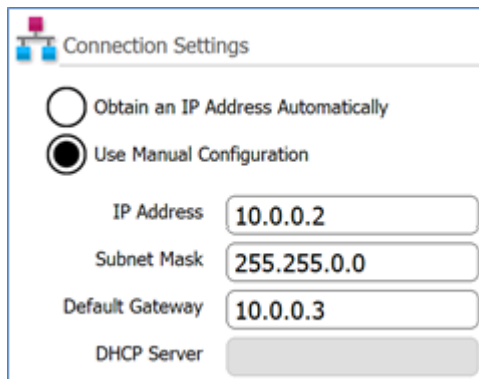 Connection Settings
Obtain an IP Address Automatically
Use Manual Configuration
IP Address 10.0.0.2
Subnet Mask 255.255.0.0
Default Gateway 10.0.0.3
DHCP Server